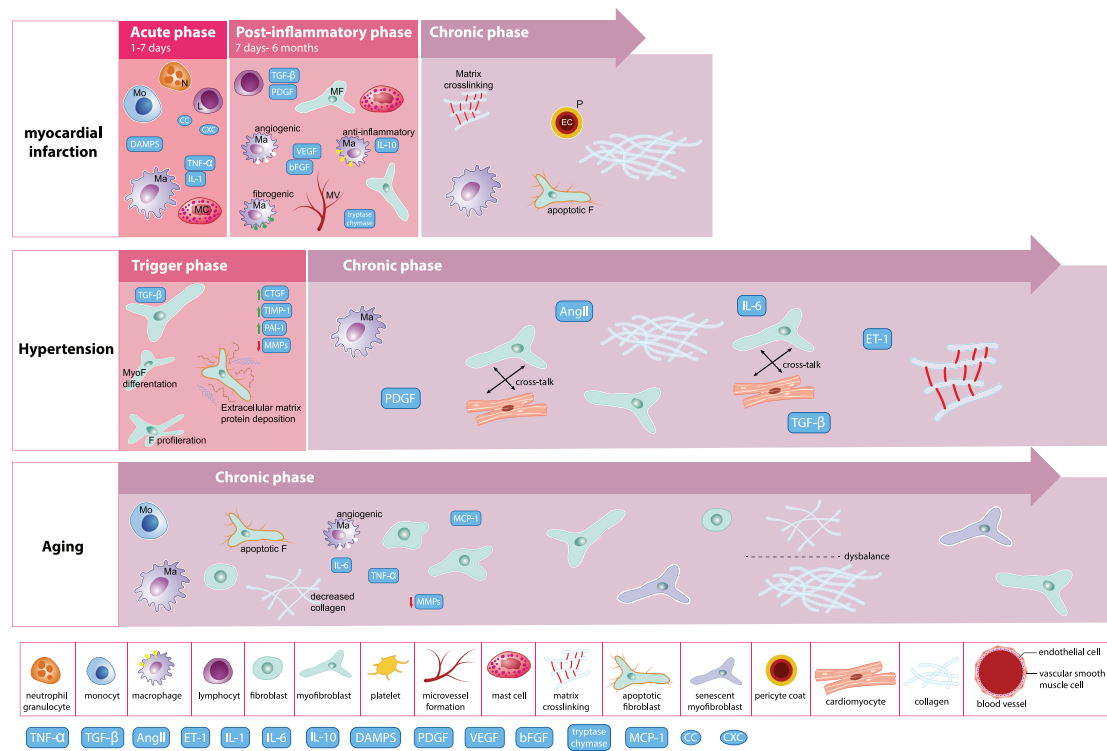 Acute phase
1-7 days
Post-inflammatory phase
7 days- 6 months
Chronic phase
myocardial
infarction
N
Mo
L
CC
CXC
DAMPS
TNF-α
IL-1
Ma
MC
TGF-β
PDGF
MF
angiogenic
Ma
anti-inflammatory
Ma
IL-10
VEGF
bFGF
fibrogenic
Ma
MV
tryptase
chymase
Matrix
crosslinking
P
EC
apoptotic F
Hypertension
Trigger phase
Chronic phase
TGF-β
CTGF
TIMP-1
PAI-1
MMPs
MyoF
differentation
Extracellular matrix
protein deposition
F profileration
Ma
AngII
IL-6
ET-1
cross-talk
cross-talk
PDGF
TGF-β
Aging
Chronic phase
Mo
Ma
apoptotic F
angiogenic
Ma
MCP-1
IL-6
TNF-α
decreased
collagen
MMPs
dysbalance
neutrophil
granulocyte
monocyt
macrophage
lymphocyt
fibroblast
myofibroblast
platelet
microvessel
formation
mast cell
matrix
crosslinking
apoptotic
fibroblast
senescent
myofibroblast
pericyte coat
cardiomyocyte
collagen
endothelial cell
vascular smooth
muscle cell
blood vessel
TNF-α
TGF-β
AngII
ET-1
IL-1
IL-6
IL-10
DAMPS
PDGF
VEGF
bFGF
tryptase
chymase
MCP-1
CC
CXC